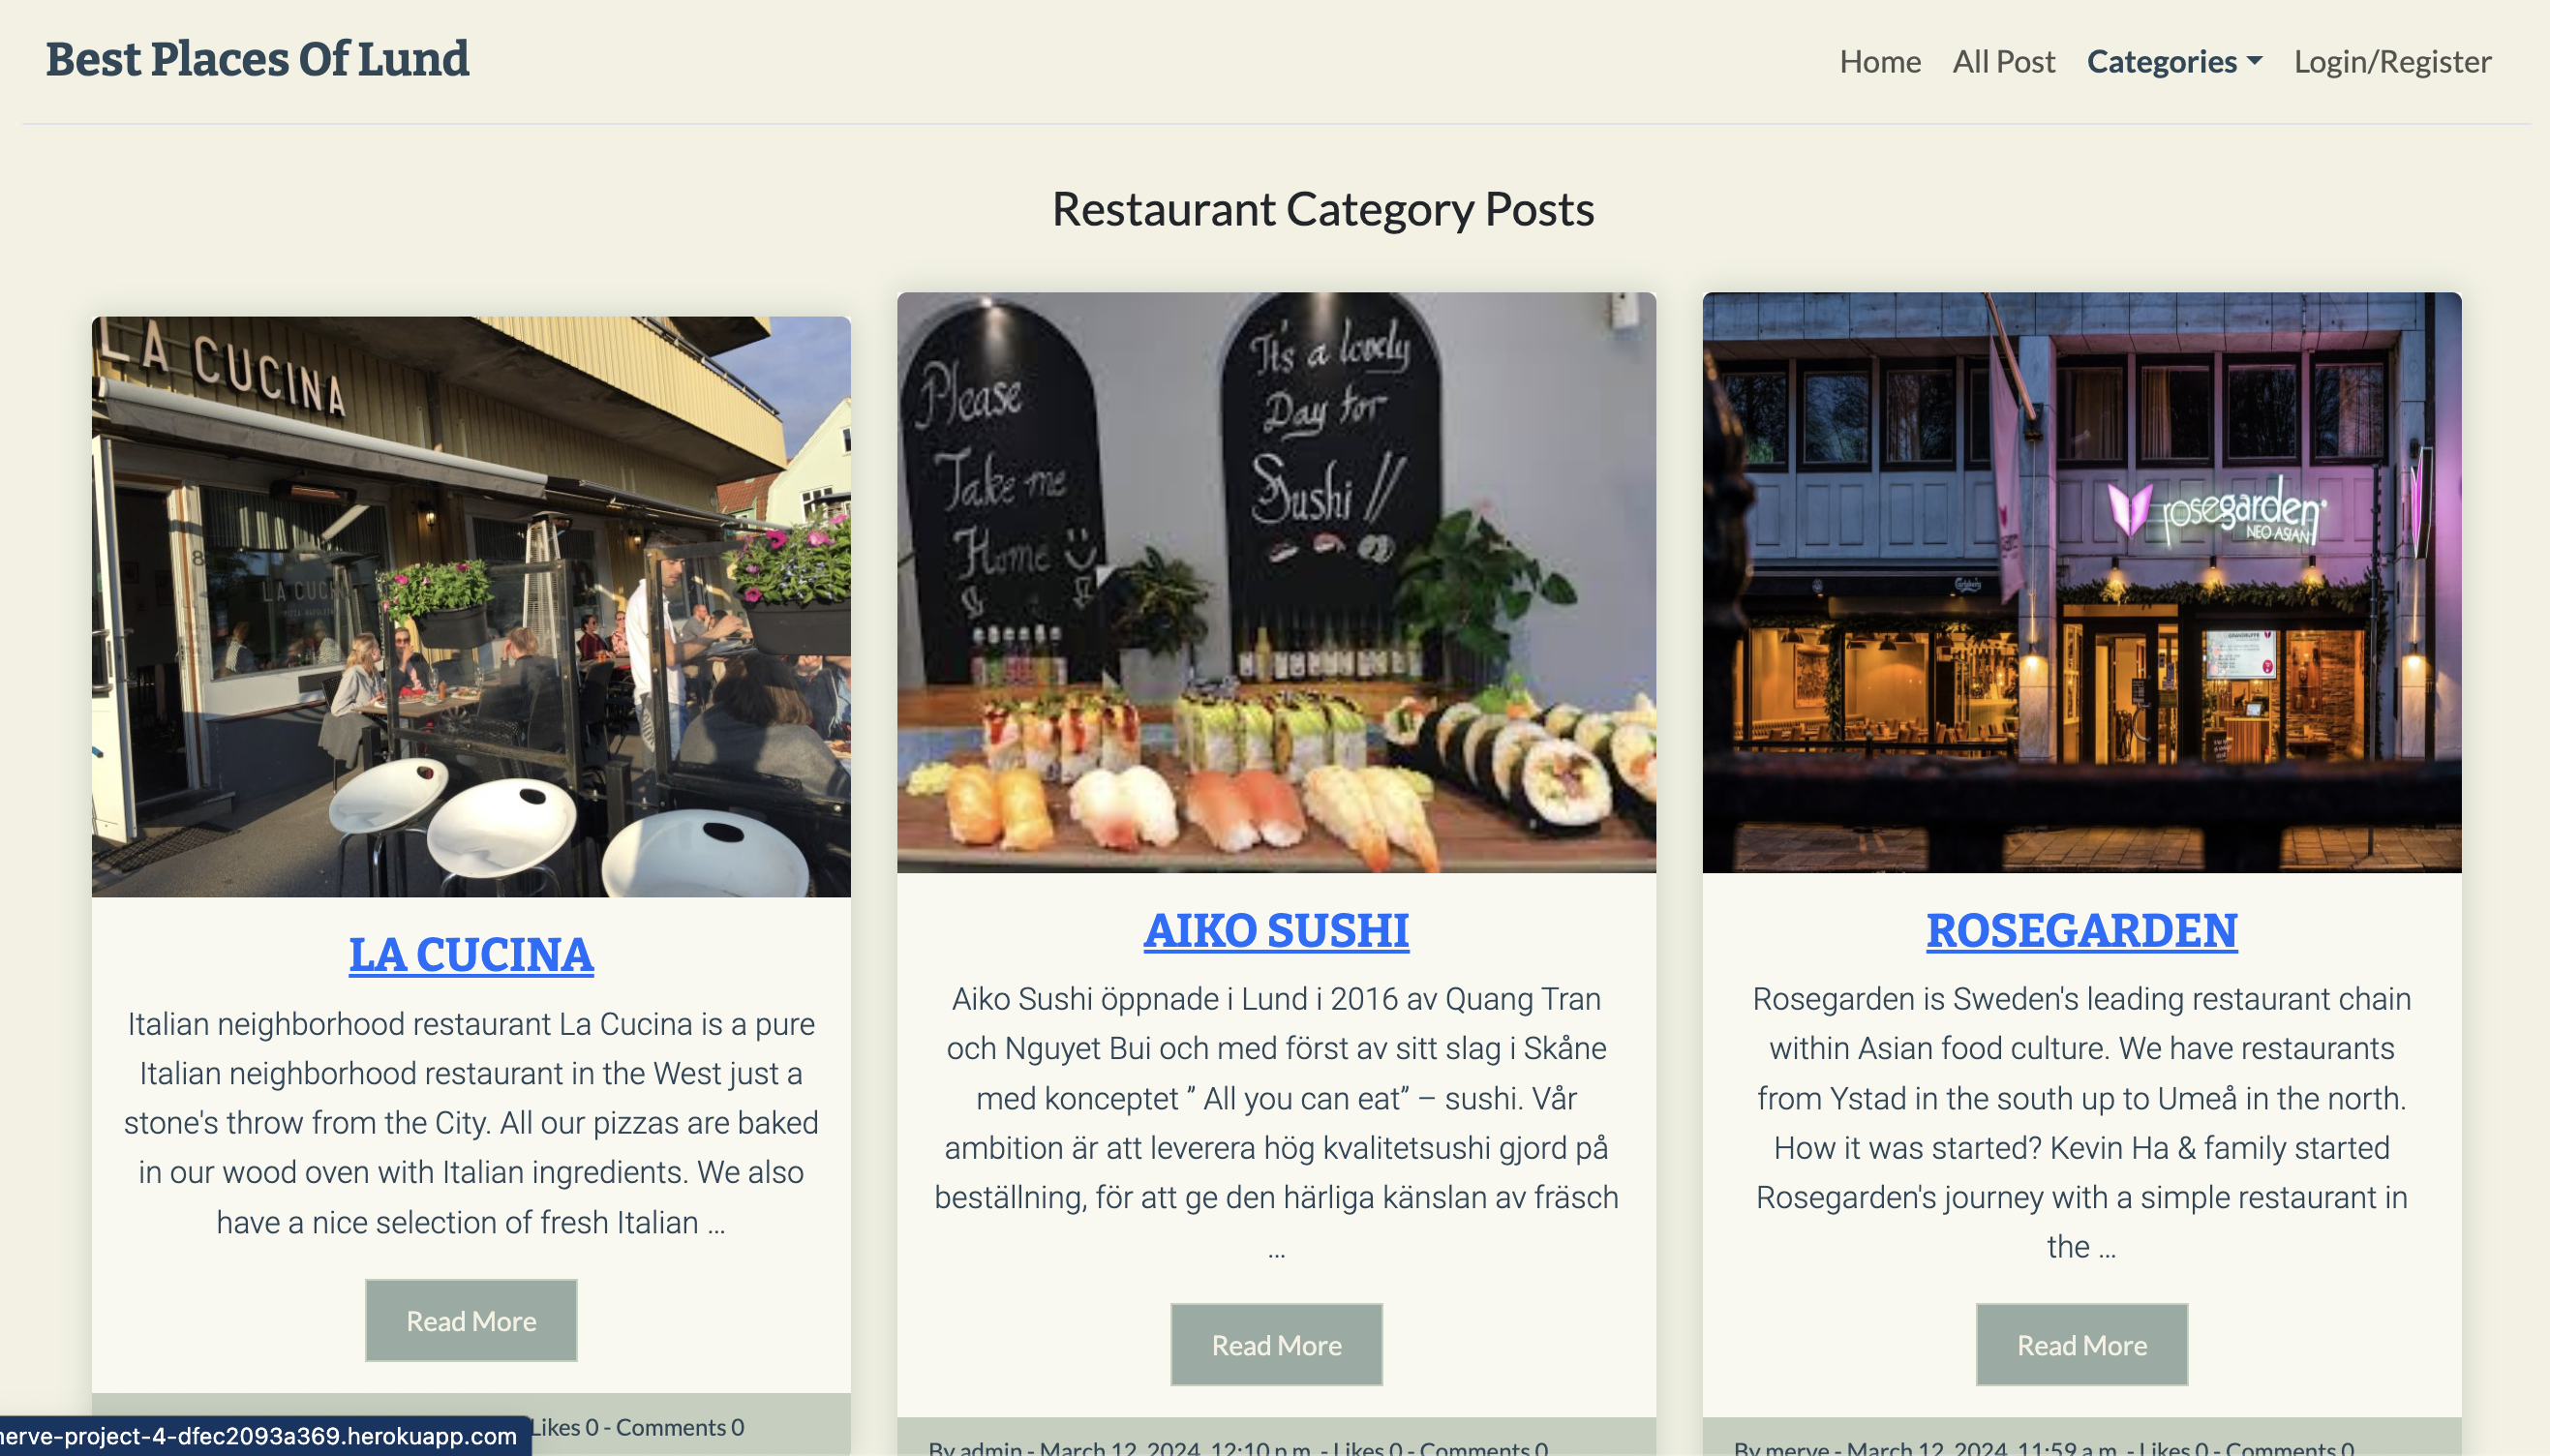 Best Places Of Lund
Home All Post Categories Login/Register
Restaurant Category Posts
LA CUCINA
LA CUCINA
Italian neighborhood restaurant La Cucina is a pure
Italian neighborhood restaurant in the West just a
stone's throw from the City. All our pizzas are baked
in our wood oven with Italian ingredients. We also
have a nice selection of fresh Italian ...
Read More
Likes 0 - Comments 0
Please
Take me
Home
It's a lovely
Day for
Sushi //
AIKO SUSHI
Aiko Sushi öppnade i Lund i 2016 av Quang Tran
och Nguyet Bui och med först av sitt slag i Skåne
med konceptet ” All you can eat” – sushi. Vår
ambition är att leverera hög kvalitetsushi gjord på
beställning, för att ge den härliga känslan av fräsch
...
Read More
By admin - March 12, 2024, 12:10 p.m. - Likes 0 - Comments 0
rosegarden
NEO ASIAN
Carlsberg
ROSEGARDEN
Rosegarden is Sweden's leading restaurant chain
within Asian food culture. We have restaurants
from Ystad in the south up to Umeå in the north.
How it was started? Kevin Ha & family started
Rosegarden's journey with a simple restaurant in
the ...
Read More
By merve - March 12, 2024, 11:59 a.m. - Likes 0 - Comments 0
merve-project-4-dfec2093a369.herokuapp.com